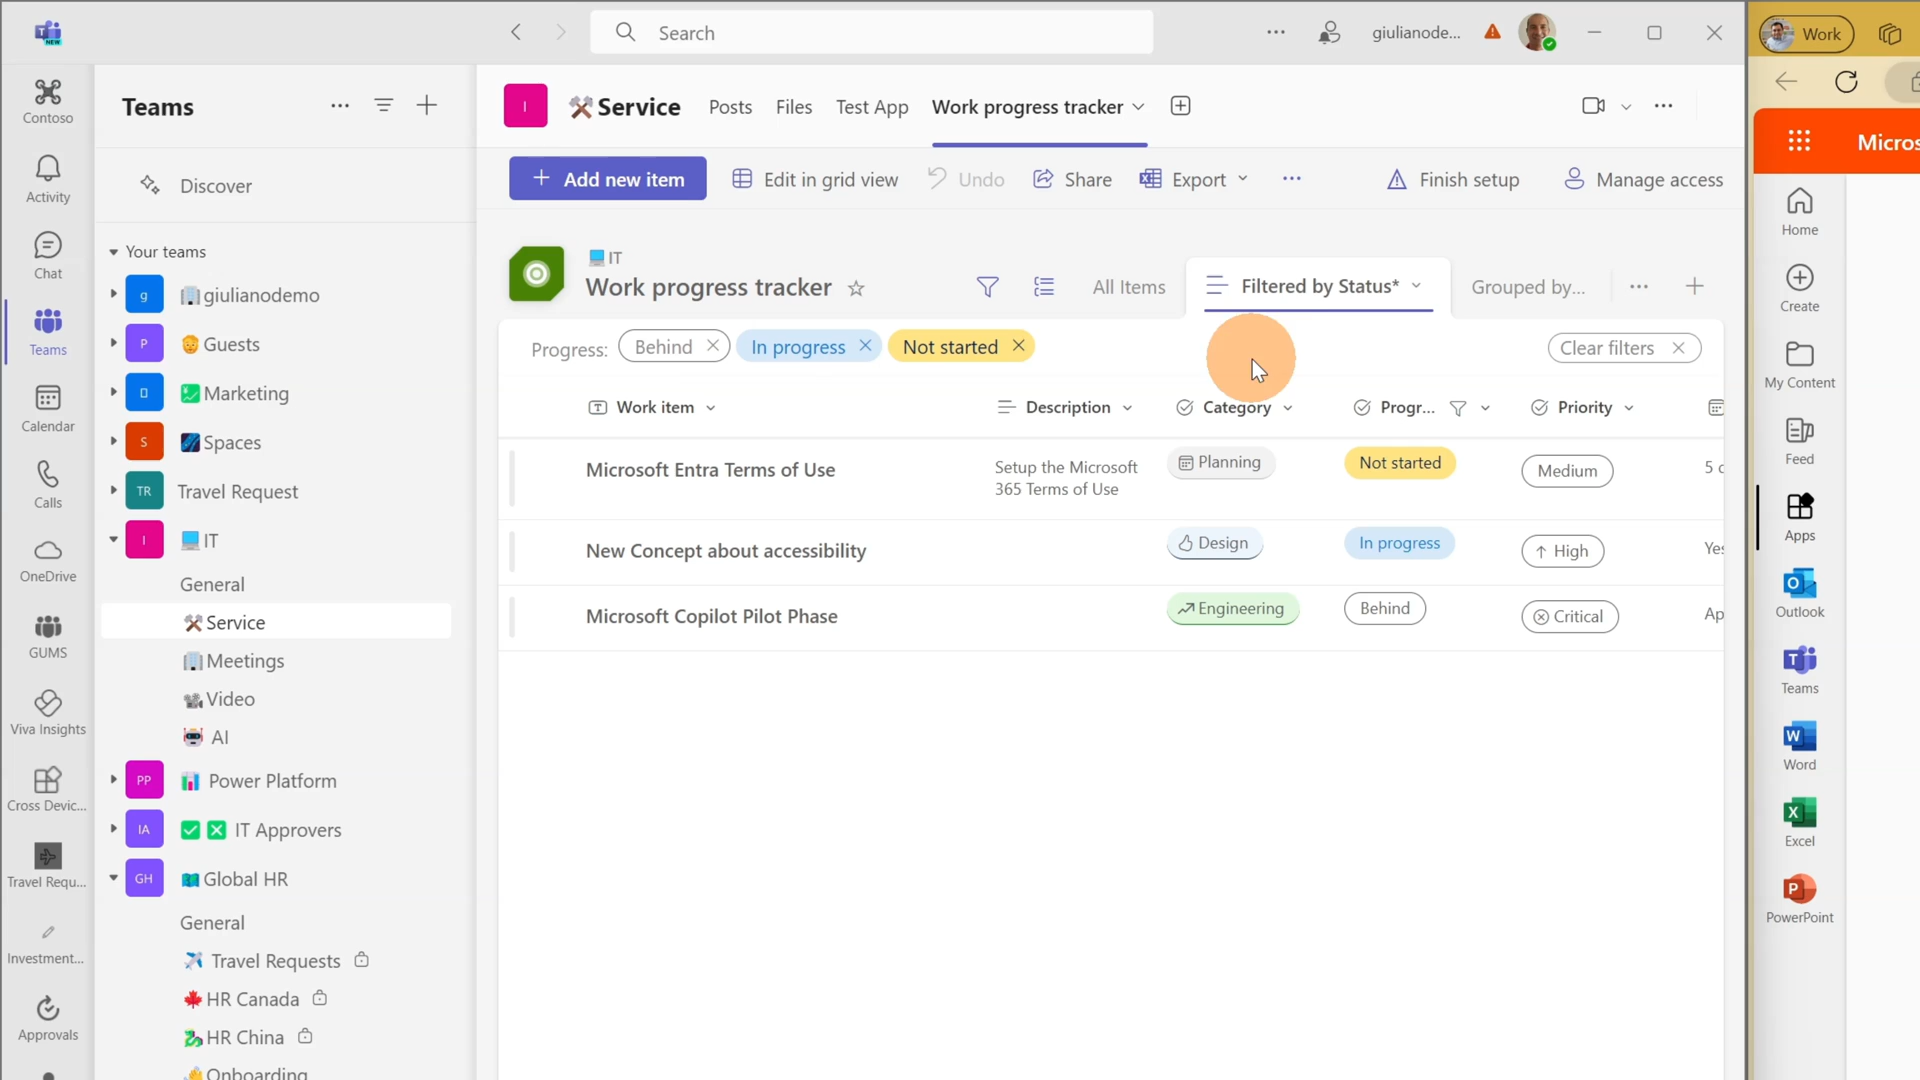 Search
giulianode...
Work
Contoso
Activity
Chat
Teams
Calendar
Calls
OneDrive
GUMS
Viva Insights
Cross Devic...
Travel Requ...
Investment...
Approvals
Teams
Discover
Your teams
g giulianodemo
P Guests
Marketing
S Spaces
TR Travel Request
I IT
General
Service
Meetings
Video
AI
PP Power Platform
IA IT Approvers
GH Global HR
General
Travel Requests
HR Canada
HR China
Onboarding
I Service Posts Files Test App Work progress tracker
Add new item Edit in grid view Undo Share Export Finish setup Manage access
IT
Work progress tracker All Items Filtered by Status* Grouped by...
Progress: Behind In progress Not started Clear filters
Work item Description Category Progr... Priority
Microsoft Entra Terms of Use Setup the Microsoft 
365 Terms of Use Planning Not started Medium
New Concept about accessibility Design In progress High
Microsoft Copilot Pilot Phase Engineering Behind Critical
Home
Create
My Content
Feed
Apps
Outlook
Teams
Word
Excel
PowerPoint